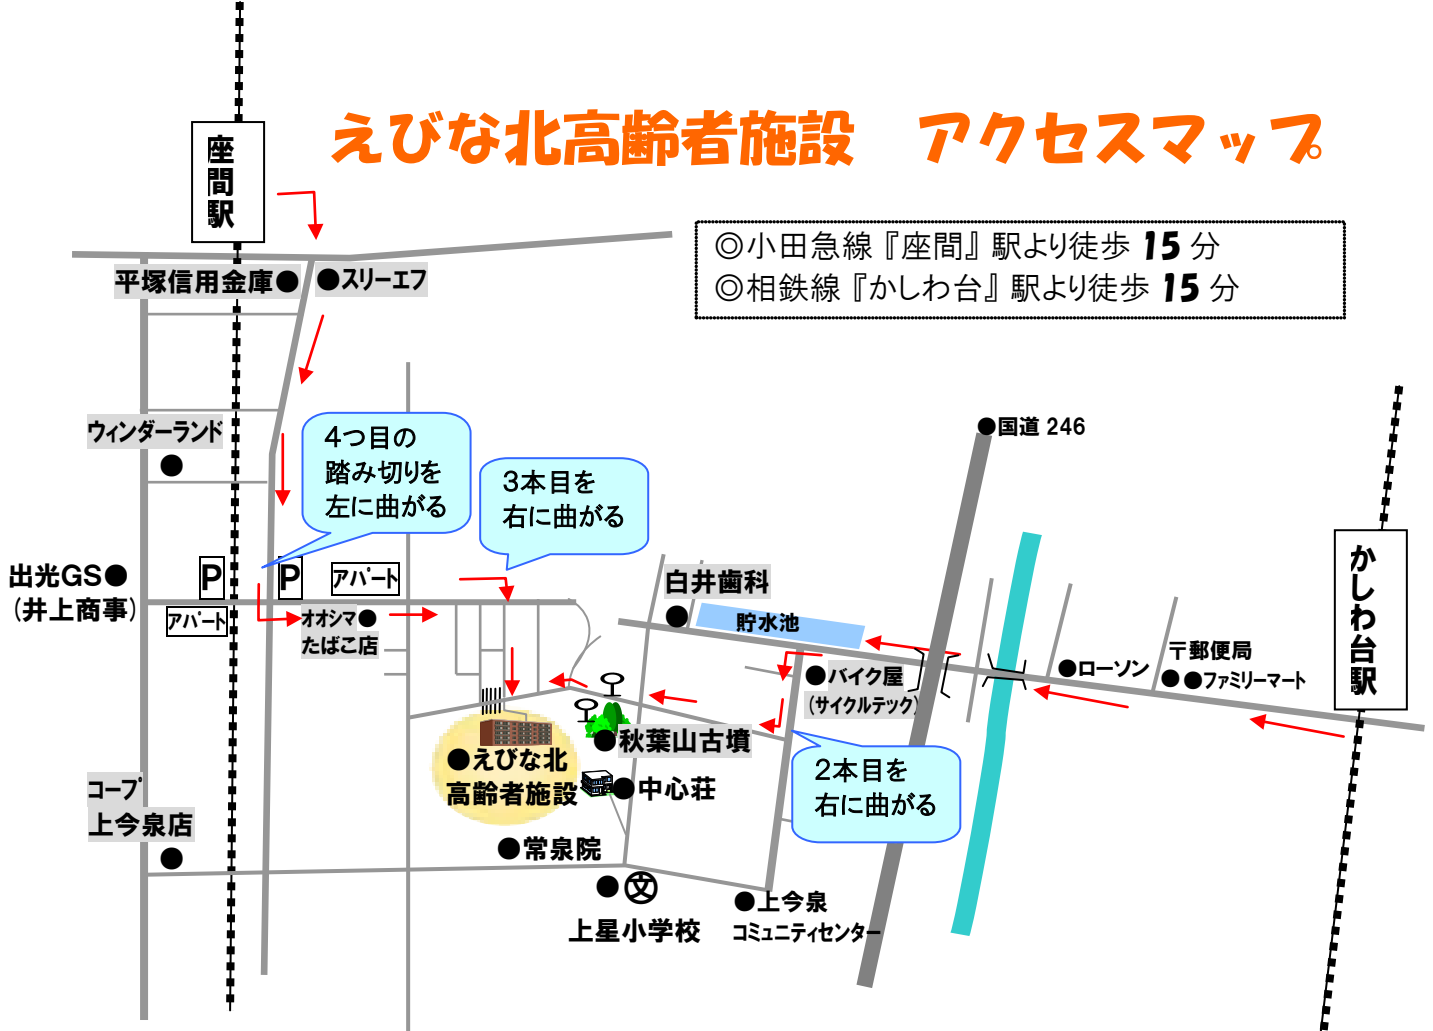 えびな北高齢者施設　アクセスマップ
座間駅
◎小田急線『座間』駅より徒歩 15 分
◎相鉄線『かしわ台』駅より徒歩 15 分
平塚信用金庫●
●スリーエフ
ウィンダーランド
●
4つ目の
踏み切りを
左に曲がる
3本目を
右に曲がる
●国道 246
かしわ台駅
出光GS●
(井上商事)
P
P
アパート
アパート
オオシマ●
たばこ店
白井歯科
●
貯水池
●バイク屋
(サイクルテック)
●ローソン
〒郵便局
●●ファミリーマート
●秋葉山古墳
●えびな北
高齢者施設
●中心荘
2本目を
右に曲がる
コープ
上今泉店
●
●常泉院
●文
上星小学校
●上今泉
コミュニティセンター